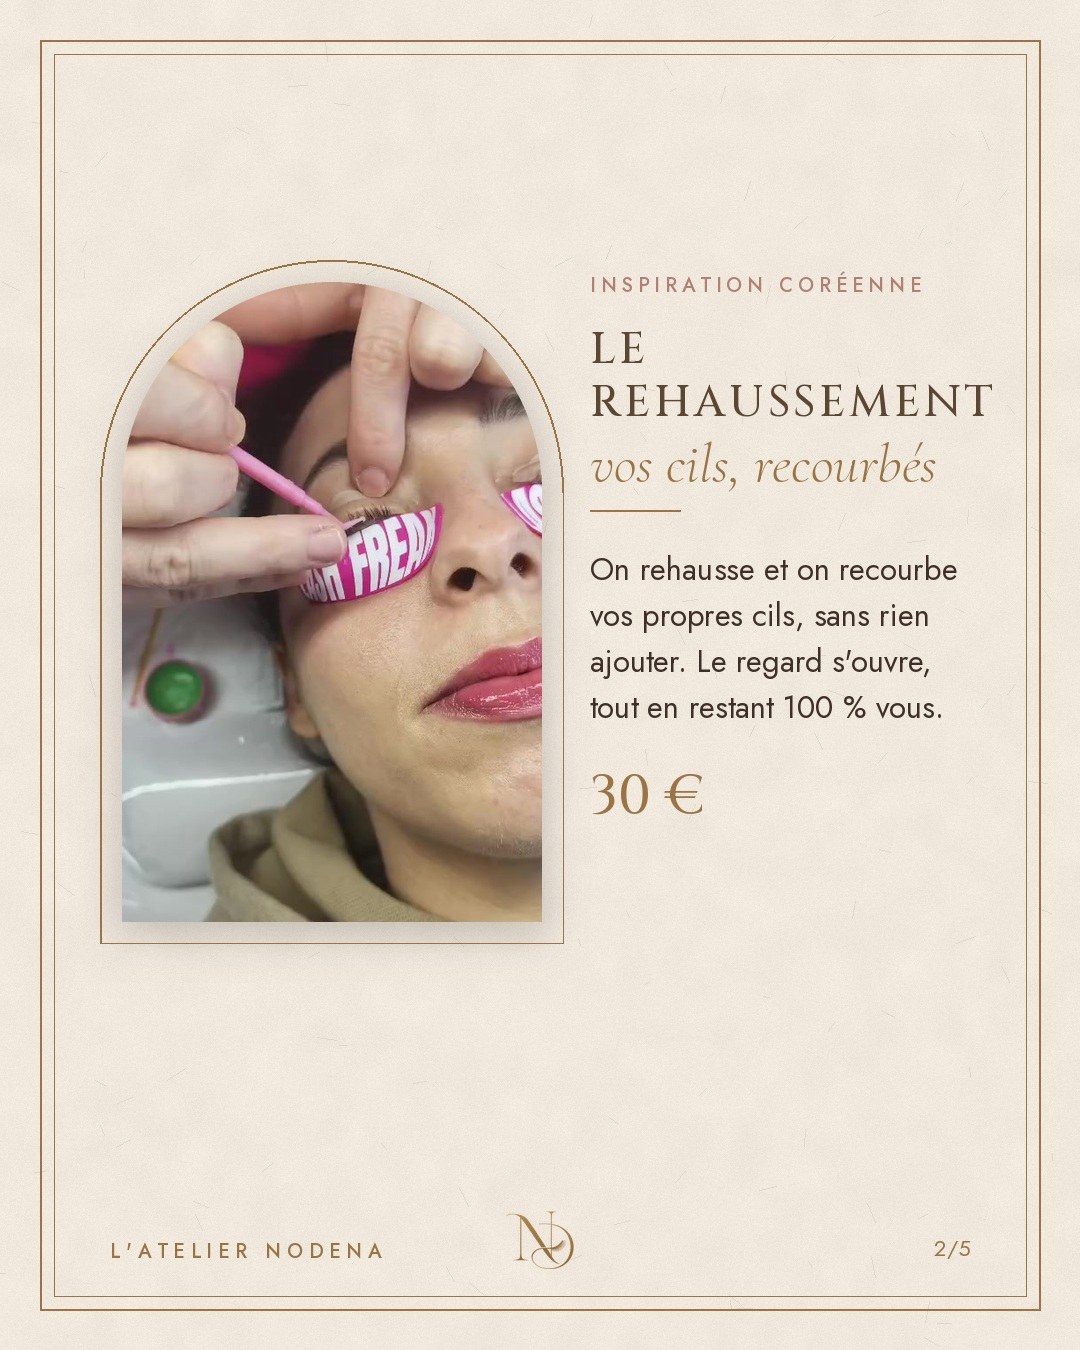 INSPIRATION CORÉENNE
LE
REHAUSSEMENT
vos cils, recourbés
On rehausse et on recourbe
vos propres cils, sans rien
ajouter. Le regard s'ouvre,
tout en restant 100 % vous.
30 €
FREAK
L'ATELIER NODENA
2/5